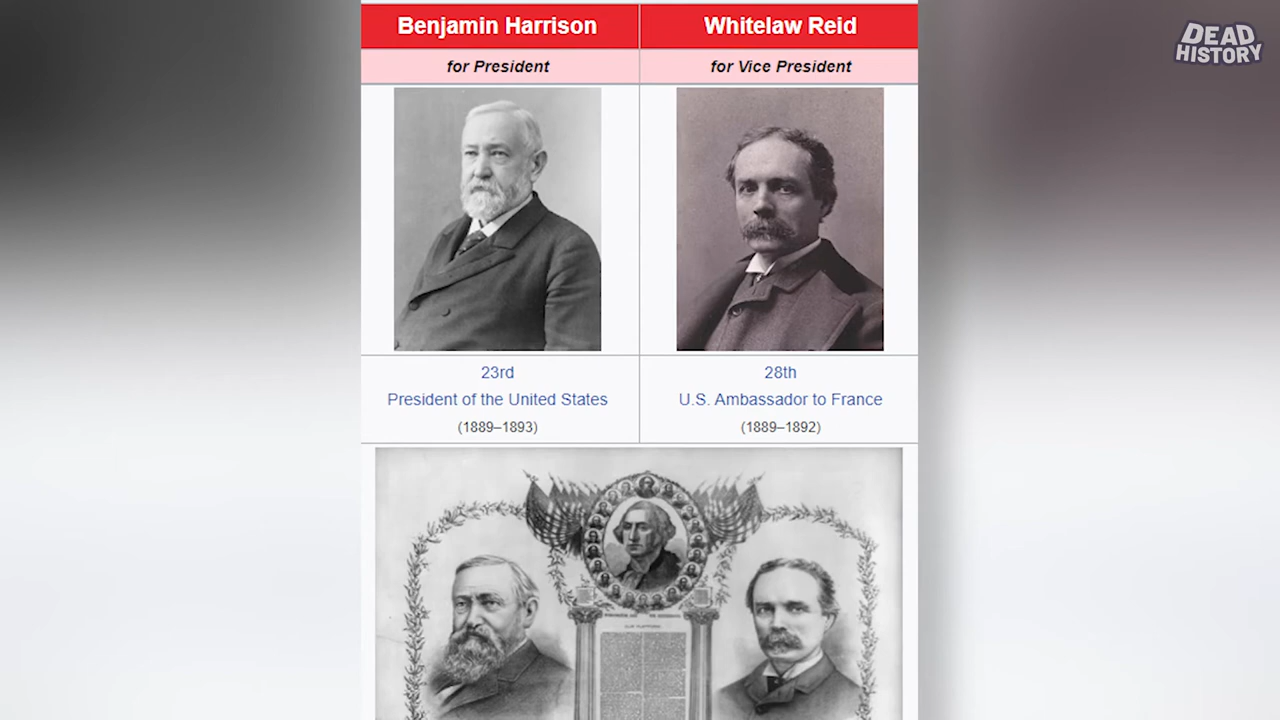 Benjamin Harrison
Whitelaw Reid
for President
for Vice President
23rd
President of the United States
(1889–1893)
28th
U.S. Ambassador to France
(1889–1892)
DEAD
HISTORY